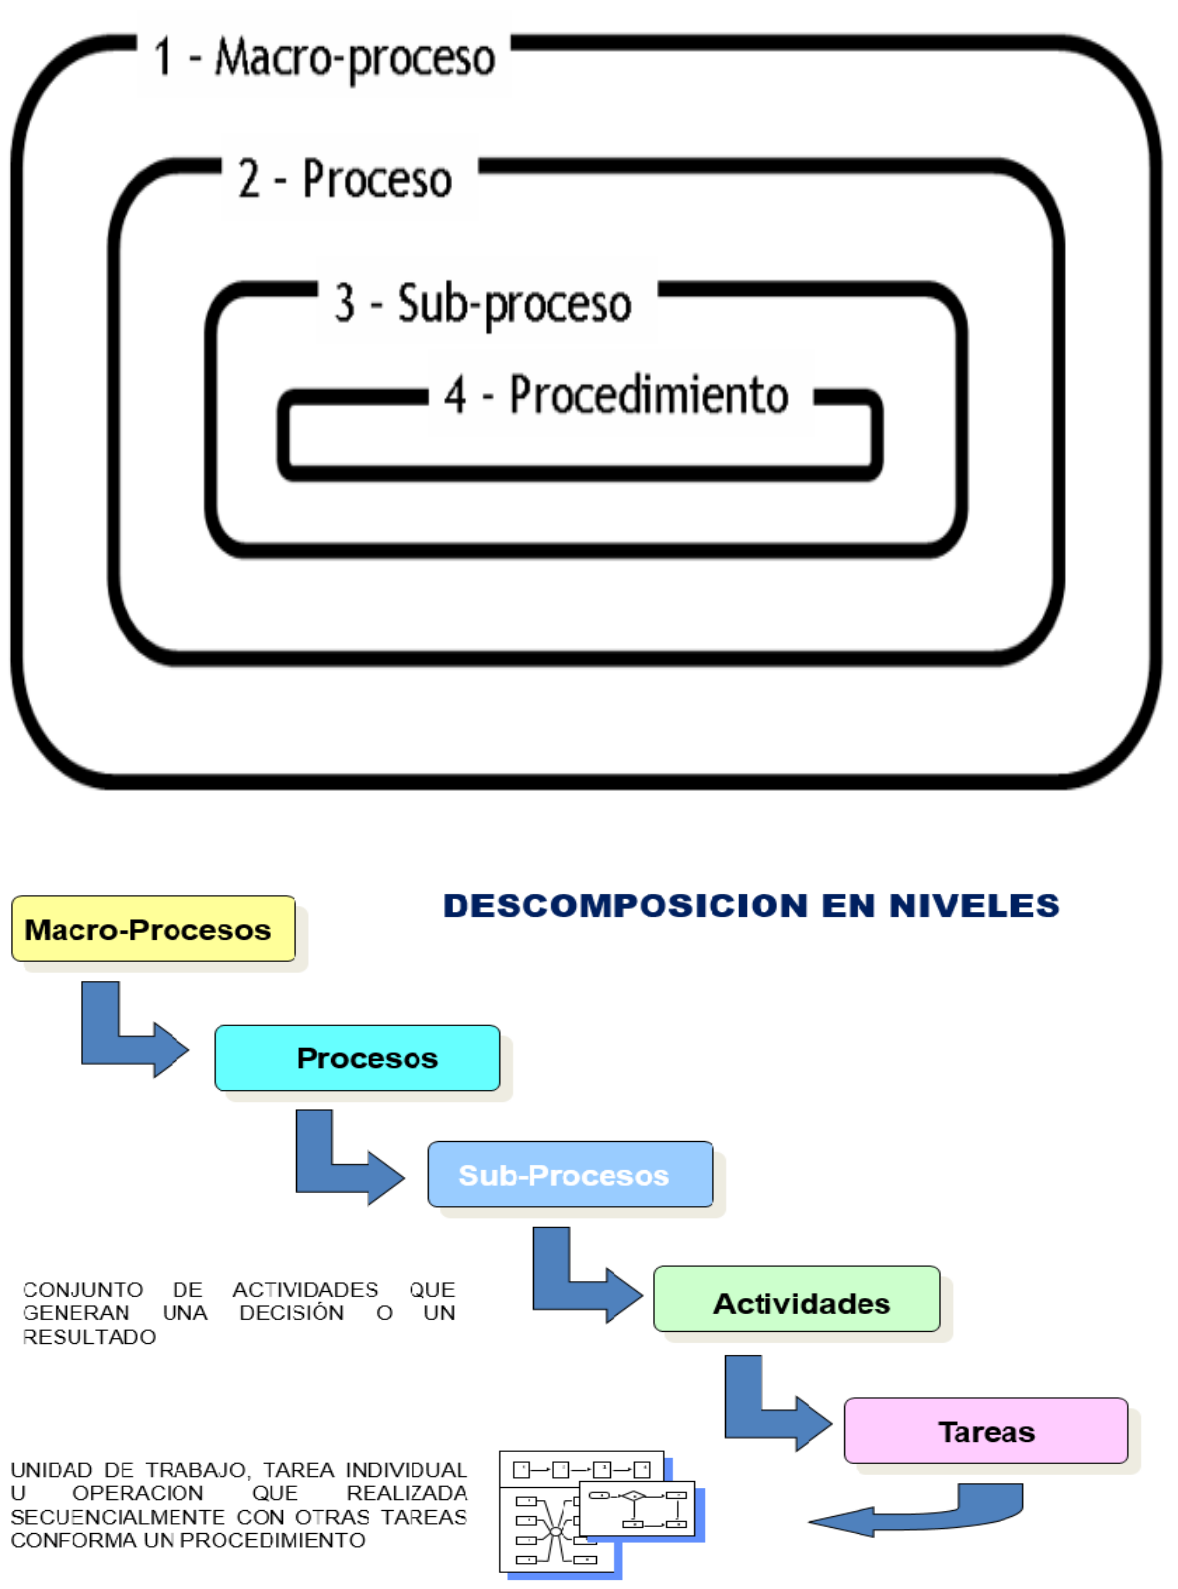 1 - Macro-proceso
2 - Proceso
3 - Sub-proceso
4 - Procedimiento
DESCOMPOSICION EN NIVELES
Macro-Procesos
Procesos
Sub-Procesos
CONJUNTO DE ACTIVIDADES QUE
GENERAN UNA DECISIÓN O UN
RESULTADO
Actividades
Tareas
UNIDAD DE TRABAJO, TAREA INDIVIDUAL
U OPERACION QUE REALIZADA
SECUENCIALMENTE CON OTRAS TAREAS
CONFORMA UN PROCEDIMIENTO